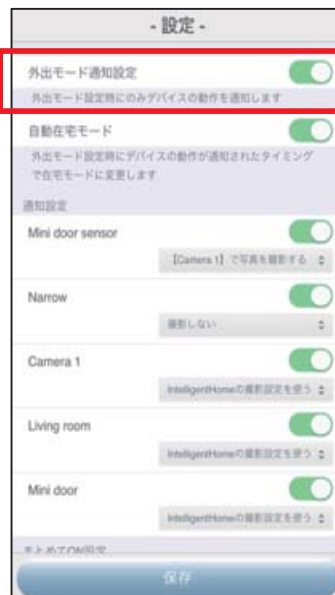 - 設定 -
外出モード通知設定
外出モード設定時にのみデバイスの動作を通知します
自動在宅モード
外出モード設定時にデバイスの動作が通知されたタイミング
で在宅モードに変更します
通知設定
Mini door sensor
【Camera 1】で写真を撮影する
Narrow
撮影しない
Camera 1
IntelligentHomeの撮影設定を使う
Living room
IntelligentHomeの撮影設定を使う
Mini door
IntelligentHomeの撮影設定を使う
まとめてON設定
保存